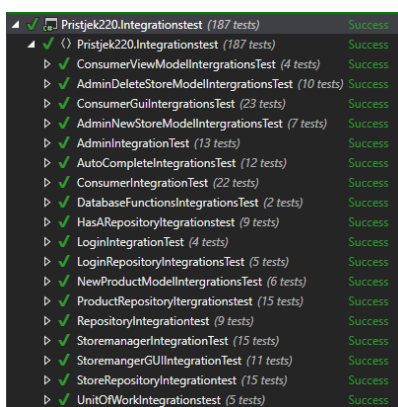 Pristjek220.Integrationstest (187 tests) Success
Pristjek220.Integrationstest (187 tests) Success
ConsumerViewModelIntergrationsTest (4 tests) Success
AdminDeleteStoreModelIntergrationsTest (10 tests) Success
ConsumerGuiIntergrationsTest (23 tests) Success
AdminNewStoreModelIntergrationsTest (7 tests) Success
AdminIntegrationTest (13 tests) Success
AutoCompleteIntegrationsTest (12 tests) Success
ConsumerIntegrationTest (22 tests) Success
DatabaseFunctionsIntegrationsTest (2 tests) Success
HasARepositoryItegrationstest (9 tests) Success
LoginIntegrationTest (4 tests) Success
LoginRepositoryIntegrationsTest (5 tests) Success
NewProductModelIntergrationsTest (6 tests) Success
ProductRepositoryItergrationstest (15 tests) Success
RepositoryIntegrationtest (9 tests) Success
StoremanagerIntegrationTest (15 tests) Success
StoremangerGUIIntegrationTest (11 tests) Success
StoreRepositoryIntegrationtest (15 tests) Success
UnitOfWorkIntegrationstest (5 tests) Success